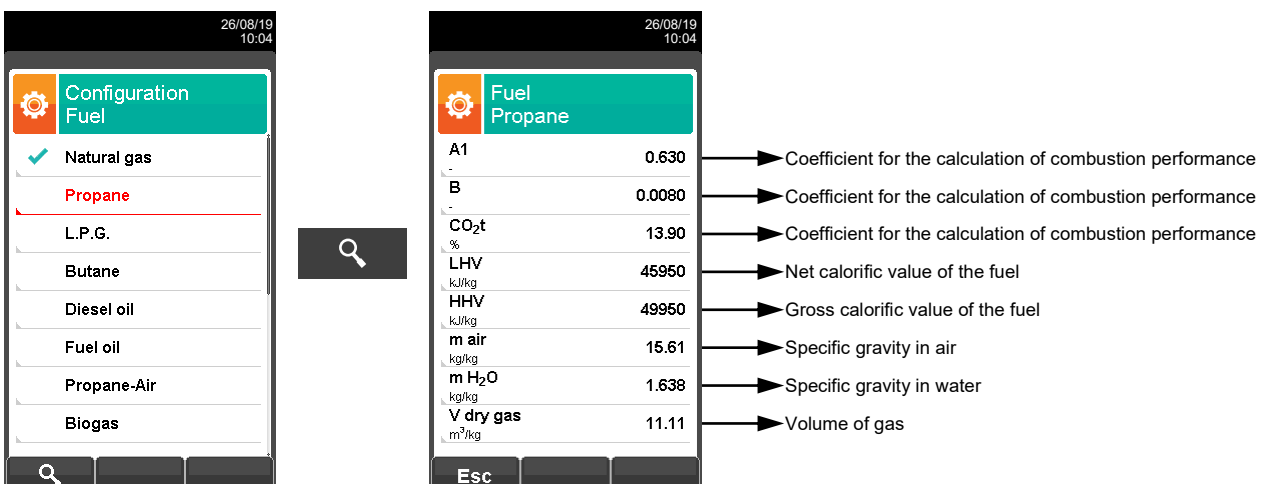 26/08/19
10:04
Configuration
Fuel
Natural gas
Propane
L.P.G.
Butane
Diesel oil
Fuel oil
Propane-Air
Biogas
26/08/19
10:04
Fuel
Propane
A1 0.630
-
B 0.0080
-
CO₂t 13.90
%
LHV 45950
kJ/kg
HHV 49950
kJ/kg
m air 15.61
kg/kg
m H₂O 1.638
kg/kg
V dry gas 11.11
m³/kg
Esc
Coefficient for the calculation of combustion performance
Coefficient for the calculation of combustion performance
Coefficient for the calculation of combustion performance
Net calorific value of the fuel
Gross calorific value of the fuel
Specific gravity in air
Specific gravity in water
Volume of gas